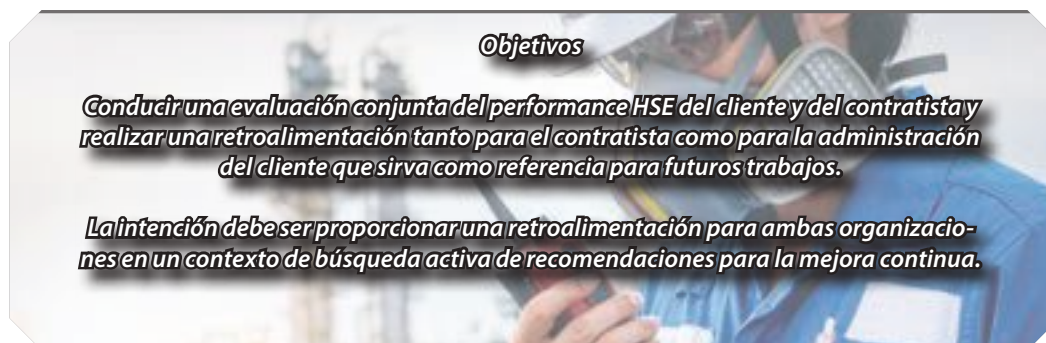 Objetivos
Conducir una evaluación conjunta del performance HSE del cliente y del contratista y
realizar una retroalimentación tanto para el contratista como para la administración
del cliente que sirva como referencia para futuros trabajos.
La intención debe ser proporcionar una retroalimentación para ambas organizacio-
nes en un contexto de búsqueda activa de recomendaciones para la mejora continua.